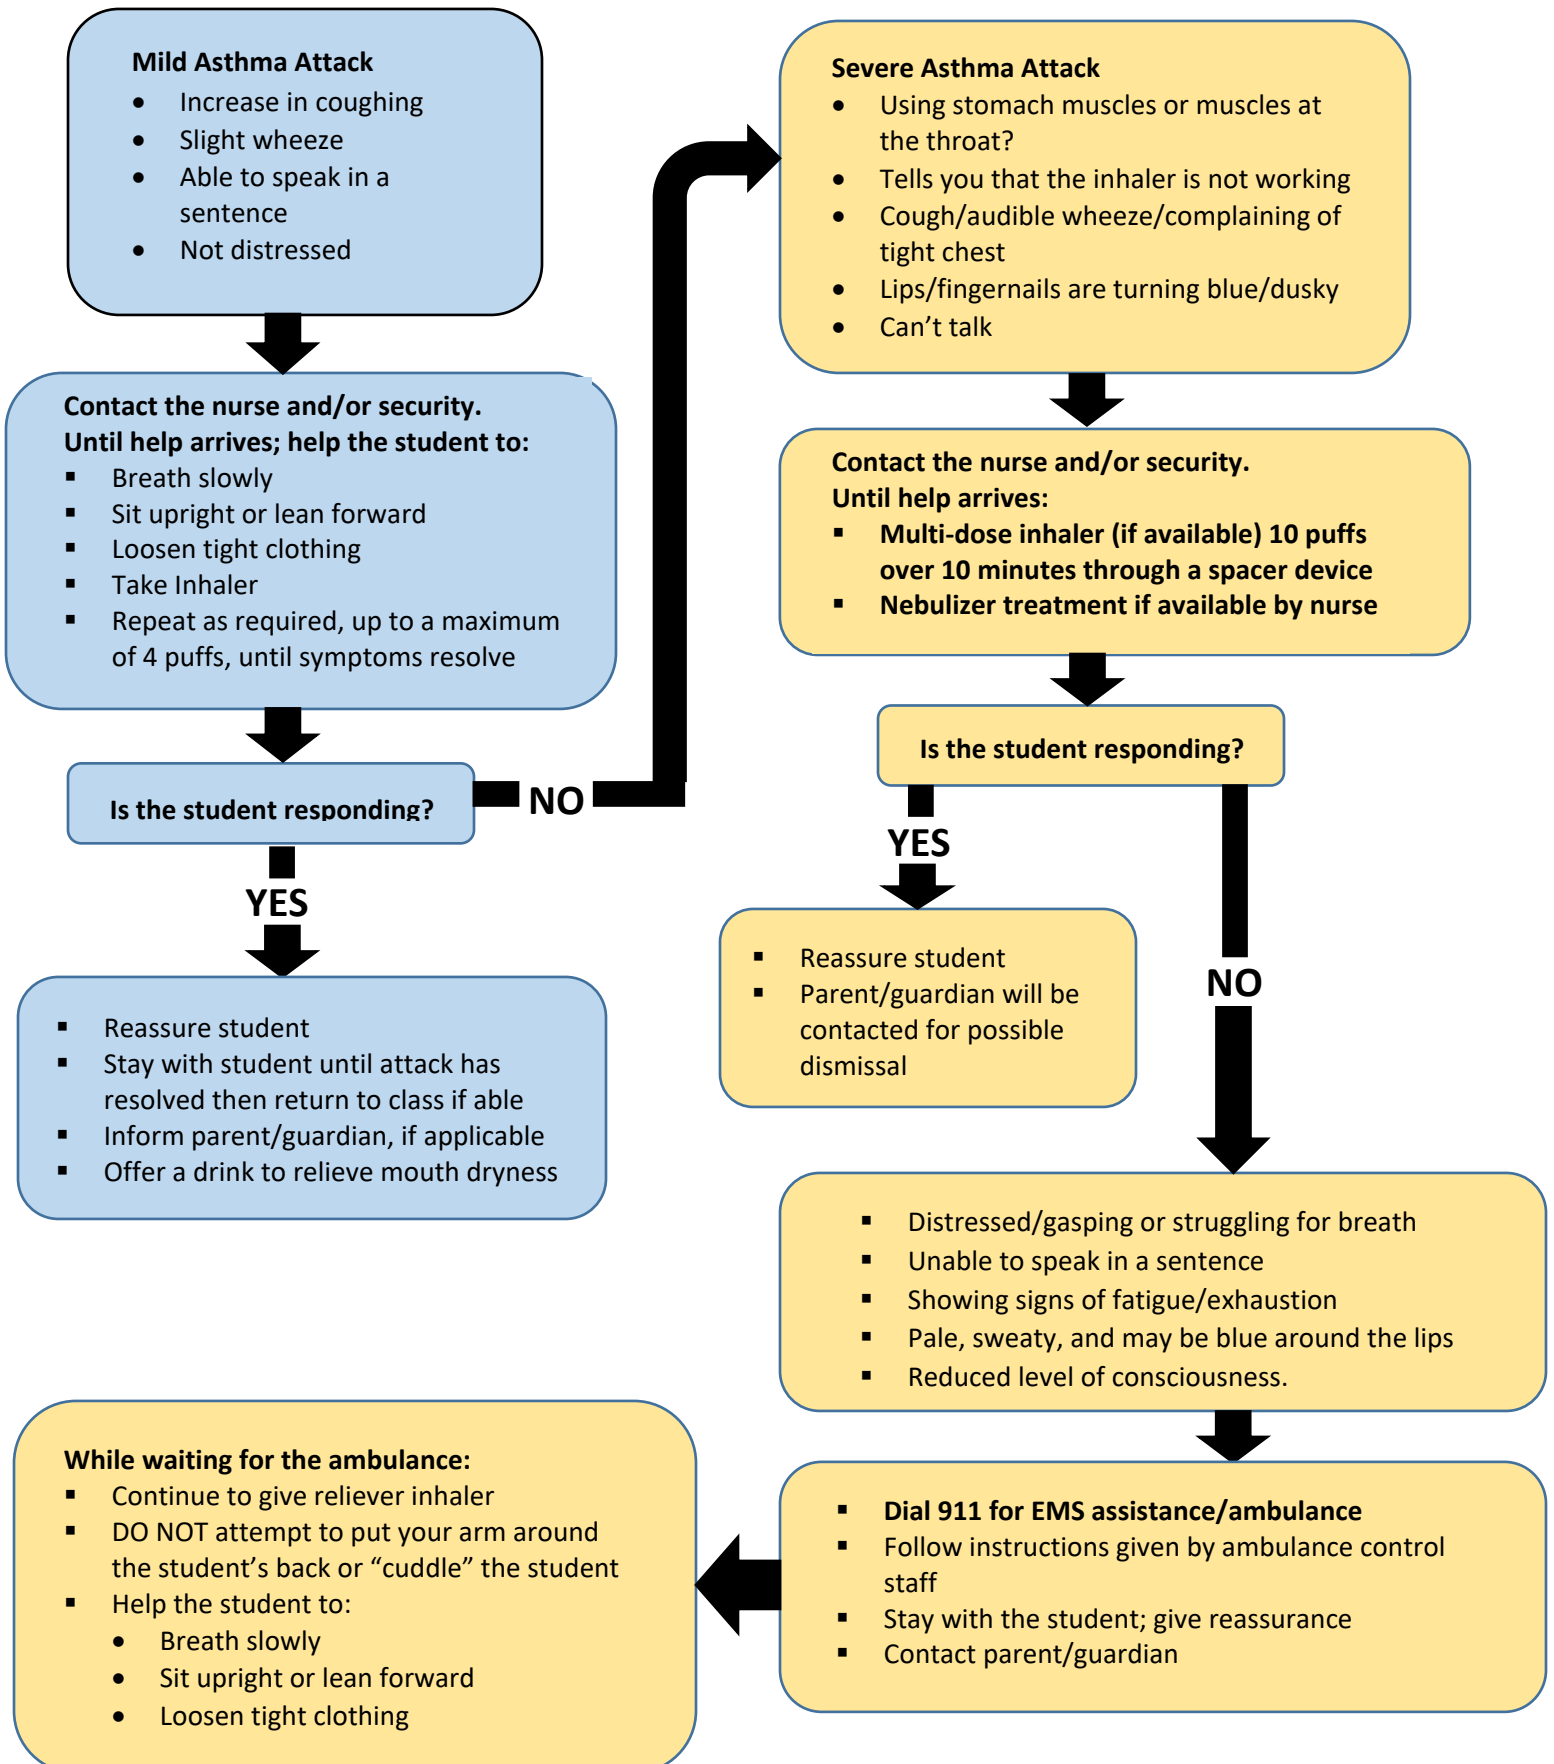 Mild Asthma Attack
• Increase in coughing
• Slight wheeze
• Able to speak in a
sentence
• Not distressed
Contact the nurse and/or security.
Until help arrives; help the student to:
▪ Breath slowly
▪ Sit upright or lean forward
▪ Loosen tight clothing
▪ Take Inhaler
▪ Repeat as required, up to a maximum
of 4 puffs, until symptoms resolve
Is the student responding?
NO
YES
▪ Reassure student
▪ Stay with student until attack has
resolved then return to class if able
▪ Inform parent/guardian, if applicable
▪ Offer a drink to relieve mouth dryness
Severe Asthma Attack
• Using stomach muscles or muscles at
the throat?
• Tells you that the inhaler is not working
• Cough/audible wheeze/complaining of
tight chest
• Lips/fingernails are turning blue/dusky
• Can’t talk
Contact the nurse and/or security.
Until help arrives:
▪ Multi-dose inhaler (if available) 10 puffs
over 10 minutes through a spacer device
▪ Nebulizer treatment if available by nurse
Is the student responding?
YES
▪ Reassure student
▪ Parent/guardian will be
contacted for possible
dismissal
NO
▪ Distressed/gasping or struggling for breath
▪ Unable to speak in a sentence
▪ Showing signs of fatigue/exhaustion
▪ Pale, sweaty, and may be blue around the lips
▪ Reduced level of consciousness.
▪ Dial 911 for EMS assistance/ambulance
▪ Follow instructions given by ambulance control
staff
▪ Stay with the student; give reassurance
▪ Contact parent/guardian
While waiting for the ambulance:
▪ Continue to give reliever inhaler
▪ DO NOT attempt to put your arm around
the student’s back or “cuddle” the student
▪ Help the student to:
• Breath slowly
• Sit upright or lean forward
• Loosen tight clothing